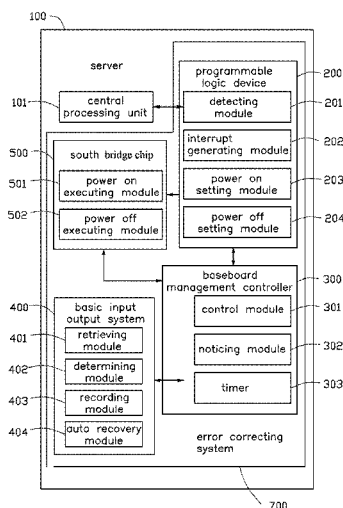 100
server
programmable
logic device
200
101
central
processing unit
detecting
module
201
interrupt
generating module
202
500
south bridge chip
501
power on
executing module
power on
setting module
203
502
power off
executing module
power off
setting module
204
baseboard
management controller
300
400
basic input
output system
control module
301
401
retrieving
module
402
determining
module
noticing module
302
403
recording
module
timer
303
404
auto recovery
module
error correcting
system
700